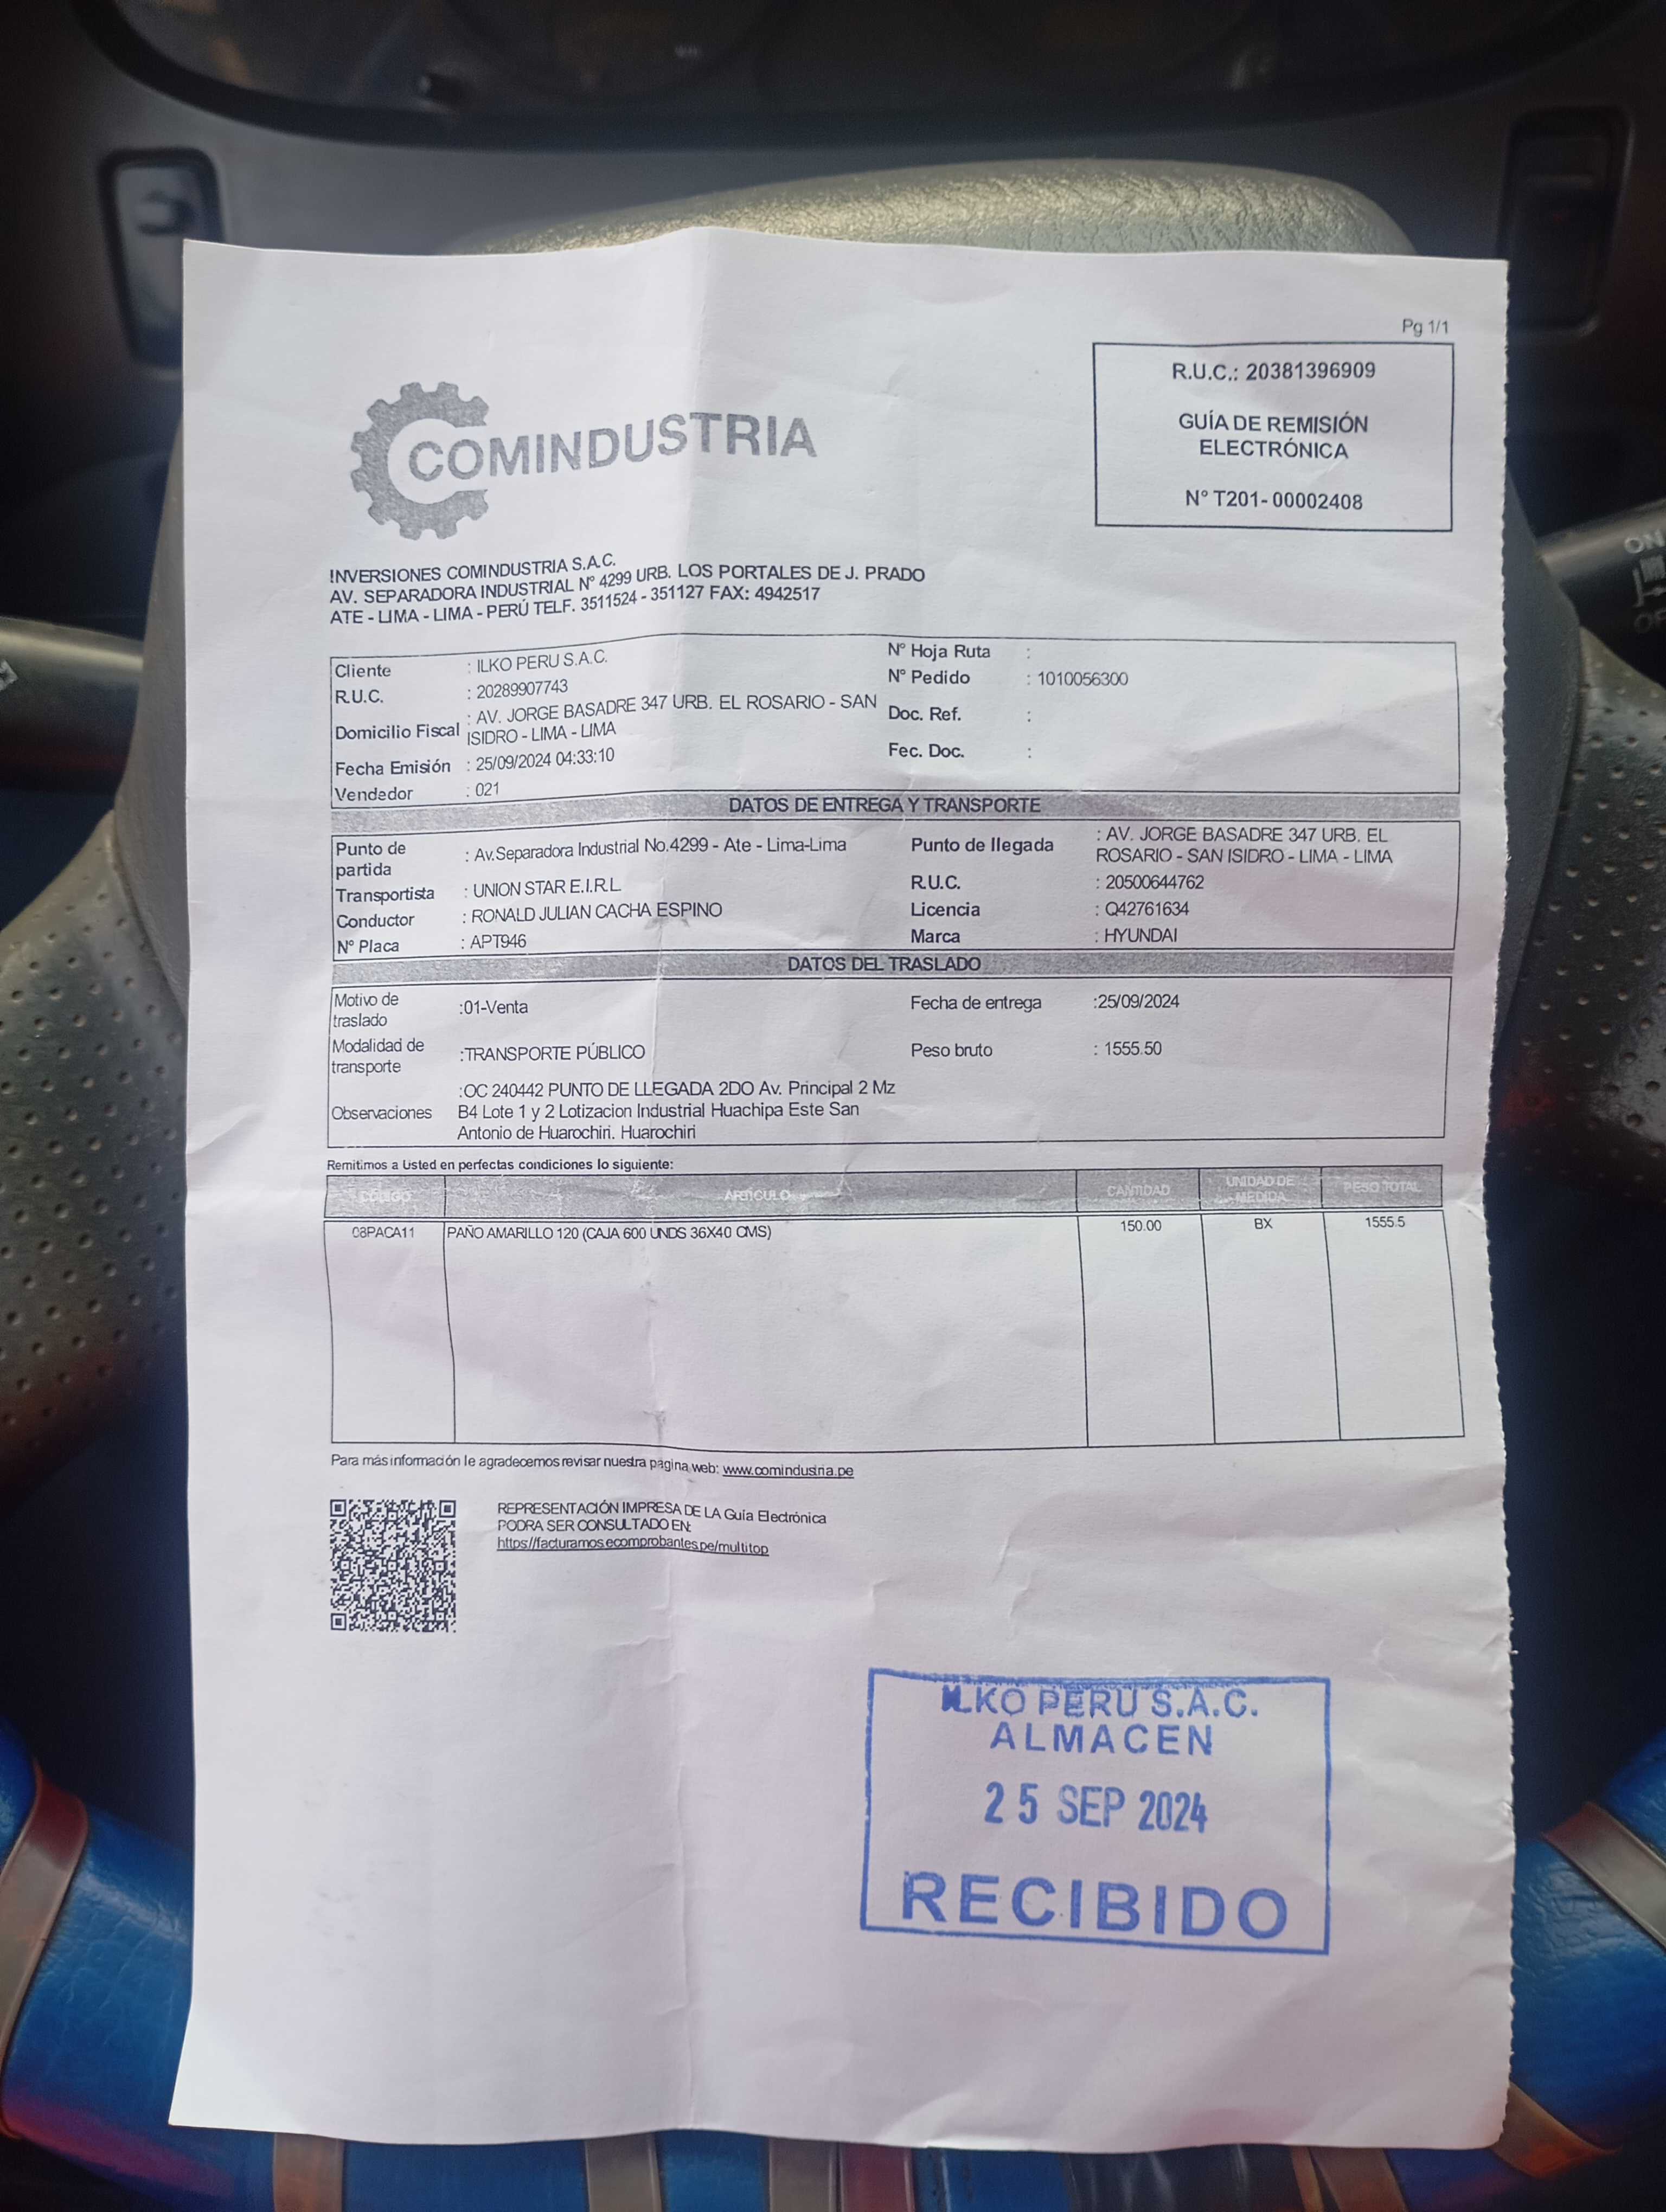 Pg 1/1
R.U.C.: 20381396909
GUÍA DE REMISIÓN
ELECTRÓNICA
N° T201-00002408
COMINDUSTRIA
INVERSIONES COMINDUSTRIA S.A.C.
AV. SEPARADORA INDUSTRIAL N° 4299 URB. LOS PORTALES DE J. PRADO
ATE - LIMA - LIMA - PERÚ TELF. 3511524 - 351127 FAX: 4942517
Cliente : ILKO PERU S.A.C.
R.U.C. : 20289907743
Domicilio Fiscal : AV. JORGE BASADRE 347 URB. EL ROSARIO - SAN
ISIDRO - LIMA - LIMA
Fecha Emisión : 25/09/2024 04:33:10
Vendedor : 021
N° Hoja Ruta :
N° Pedido : 1010056300
Doc. Ref. :
Fec. Doc. :
DATOS DE ENTREGA Y TRANSPORTE
Punto de
partida : Av.Separadora Industrial No.4299 - Ate - Lima-Lima
Transportista : UNION STAR E.I.R.L
Conductor : RONALD JULIAN CACHA ESPINO
N° Placa : APT946
Punto de llegada : AV. JORGE BASADRE 347 URB. EL
ROSARIO - SAN ISIDRO - LIMA - LIMA
R.U.C. : 20500644762
Licencia : Q42761634
Marca : HYUNDAI
DATOS DEL TRASLADO
Motivo de
traslado :01-Venta
Fecha de entrega :25/09/2024
Modalidad de
transporte :TRANSPORTE PÚBLICO
Peso bruto : 1555.50
:OC 240442 PUNTO DE LLEGADA 2DO Av. Principal 2 Mz
Observaciones B4 Lote 1 y 2 Lotizacion Industrial Huachipa Este San
Antonio de Huarochiri. Huarochiri
Remitimos a Usted en perfectas condiciones lo siguiente:
CÓDIGO ARTÍCULO CANTIDAD UNIDAD DE
MEDIDA PESO TOTAL
08PACA11 PAÑO AMARILLO 120 (CAJA 600 UNDS 36X40 CMS) 150.00 BX 1555.5
Para más información le agradecemos revisar nuestra pagina web: www.comindustria.pe
REPRESENTACIÓN IMPRESA DE LA Guía Electrónica
PODRA SER CONSULTADO EN:
https://facturamos.ecomprobantes.pe/multitop
ILKO PERU S.A.C.
ALMACEN
25 SEP 2024
RECIBIDO
ON